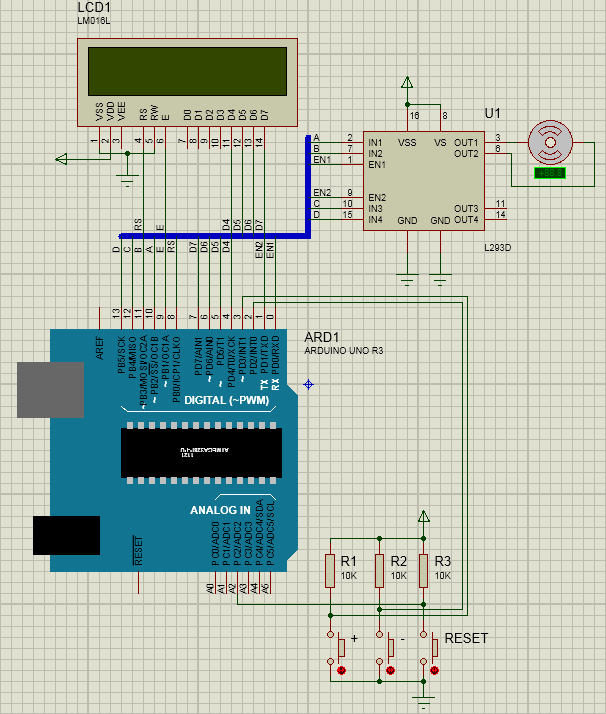 LCD1
LM016L
VSS
VDD
VEE
RS
RW
E
D0
D1
D2
D3
D4
D5
D6
D7
1
2
3
4
5
6
7
8
9
10
11
12
13
14
U1
16
8
VSS
VS
A
2
IN1
OUT1
3
B
7
IN2
OUT2
6
EN1
1
EN1
EN2
9
EN2
C
10
IN3
OUT3
11
D
15
IN4
OUT4
14
GND
GND
L293D
RS
E
D4
D5
D6
D7
D
C
B
A
E
RS
D7
D6
D5
D4
EN2
EN1
13
12
11
10
9
8
7
6
5
4
3
2
1
0
ARD1
ARDUINO UNO R3
AREF
PB5/SCK
PB4/MISO
~PB3/MOSI/OC2A
~ PB2/SS/OC1B
~ PB1/OC1A
PB0/ICP1/CLKO
PD7/AIN1
~ PD6/AIN0
~ PD5/T1
PD4/T0/XCK
~ PD3/INT1
PD2/INT0
TX PD1/TXD
RX PD0/RXD
DIGITAL (~PWM)
1121
ANALOG IN
RESET
PC0/ADC0
PC1/ADC1
PC2/ADC2
PC3/ADC3
PC4/ADC4/SDA
PC5/ADC5/SCL
A0
A1
A2
A3
A4
A5
R1
10K
R2
10K
R3
10K
+
-
RESET